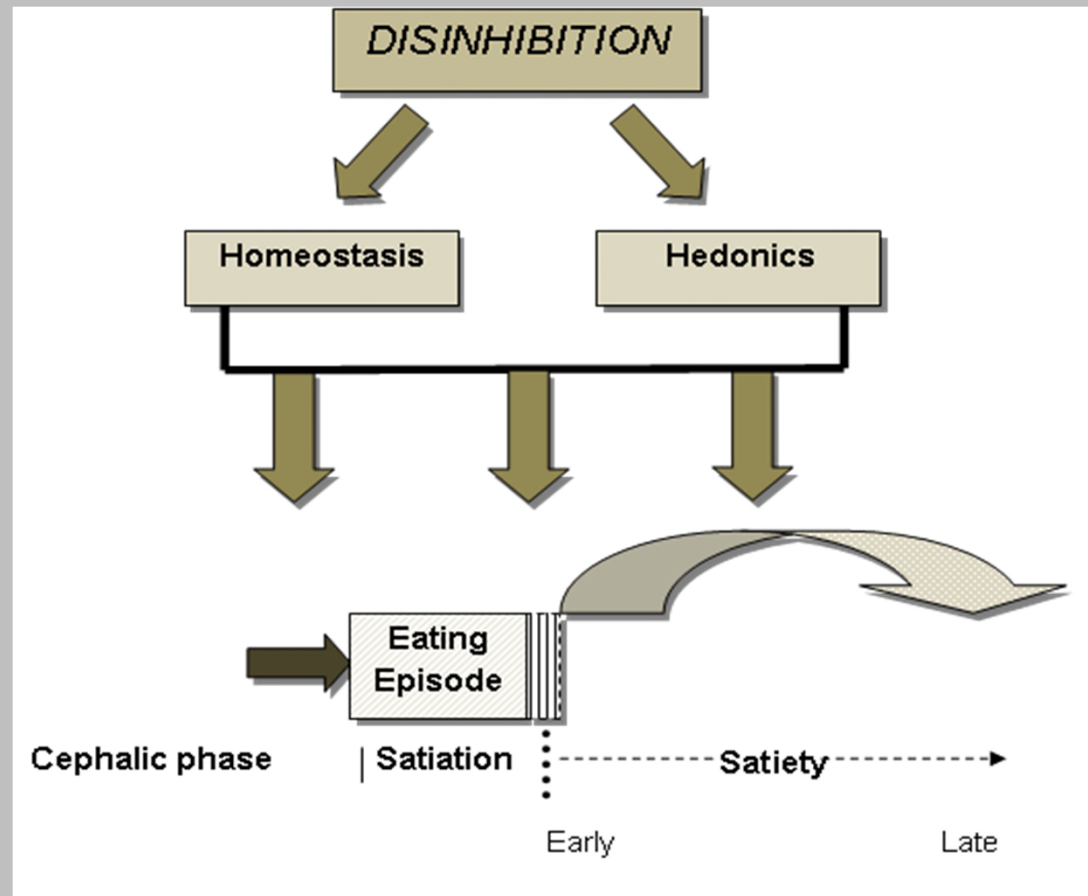 DISINHIBITION
Homeostasis
Hedonics
Eating
Episode
Cephalic phase
Satiation
Satiety
Early
Late